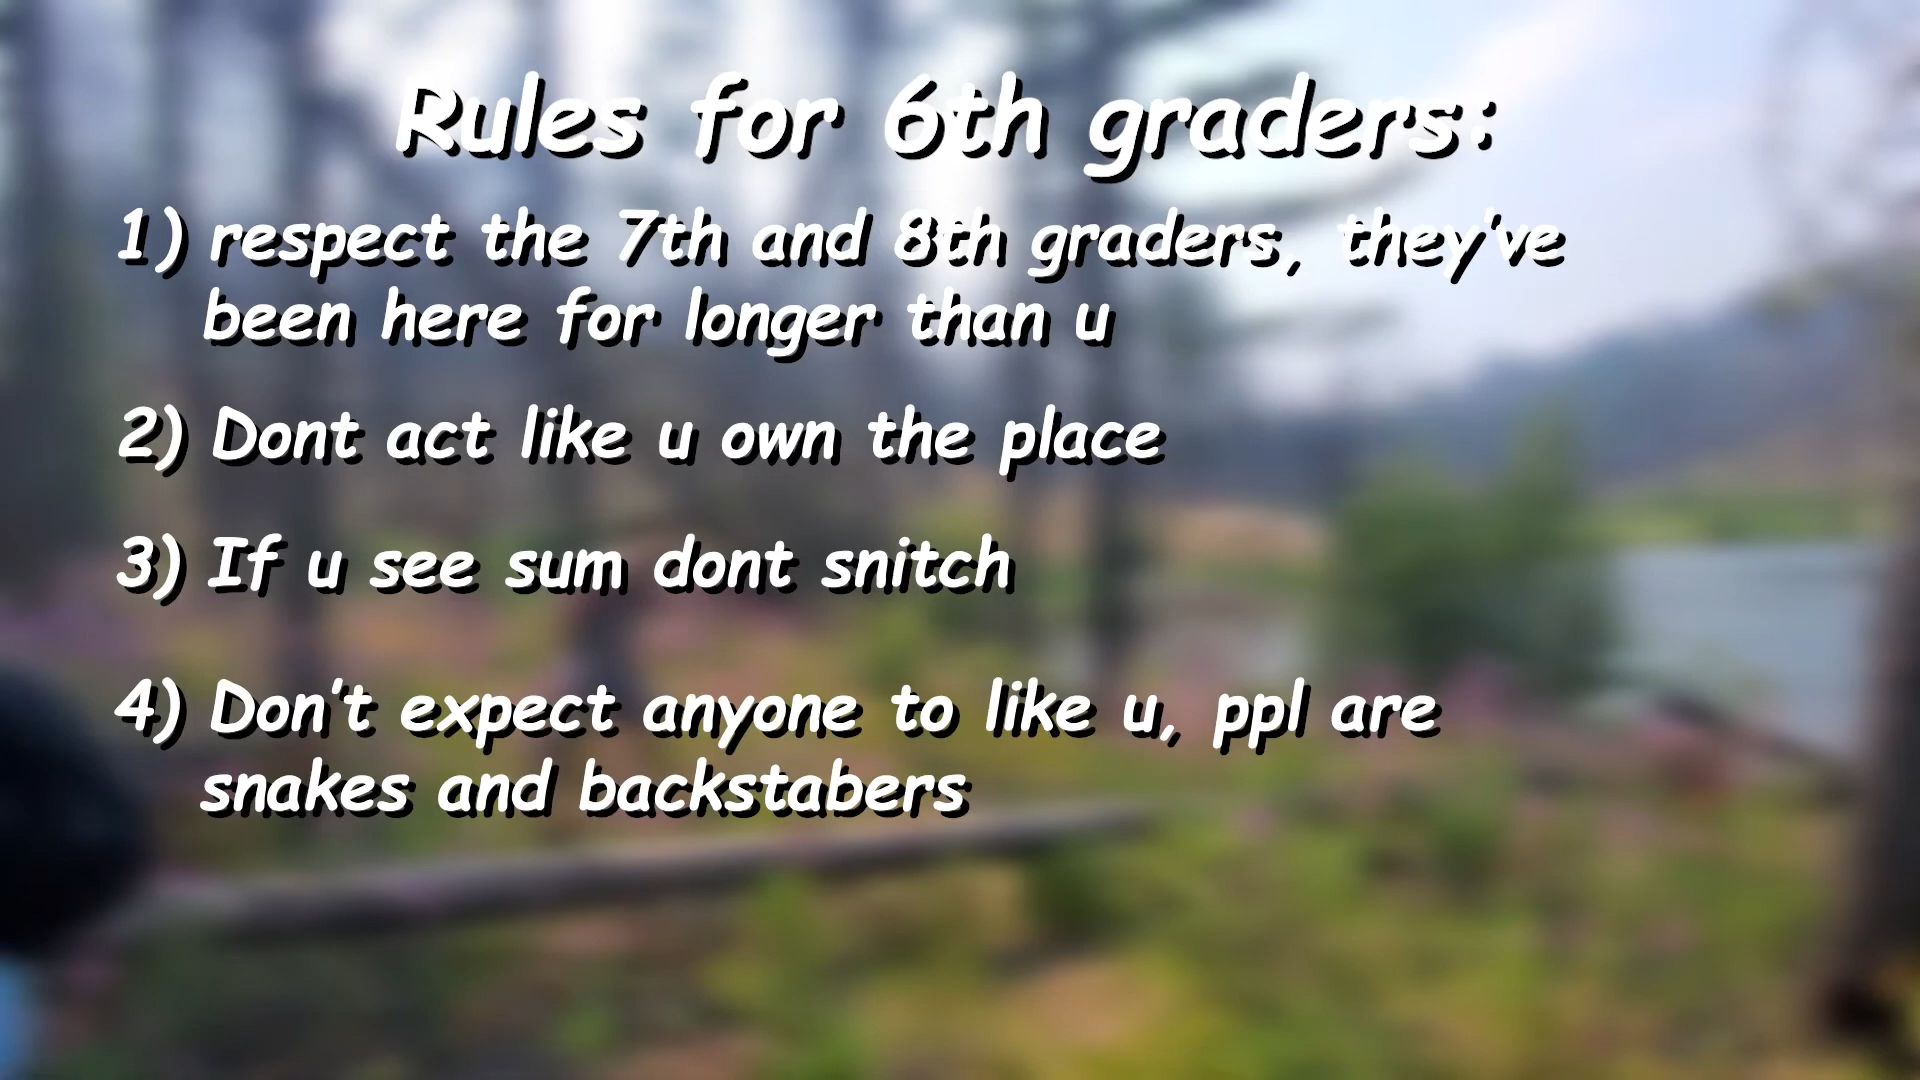 Rules for 6th graders:
1) respect the 7th and 8th graders, they've
been here for longer than u
2) Dont act like u own the place
3) If u see sum dont snitch
4) Don't expect anyone to like u, ppl are
snakes and backstabers